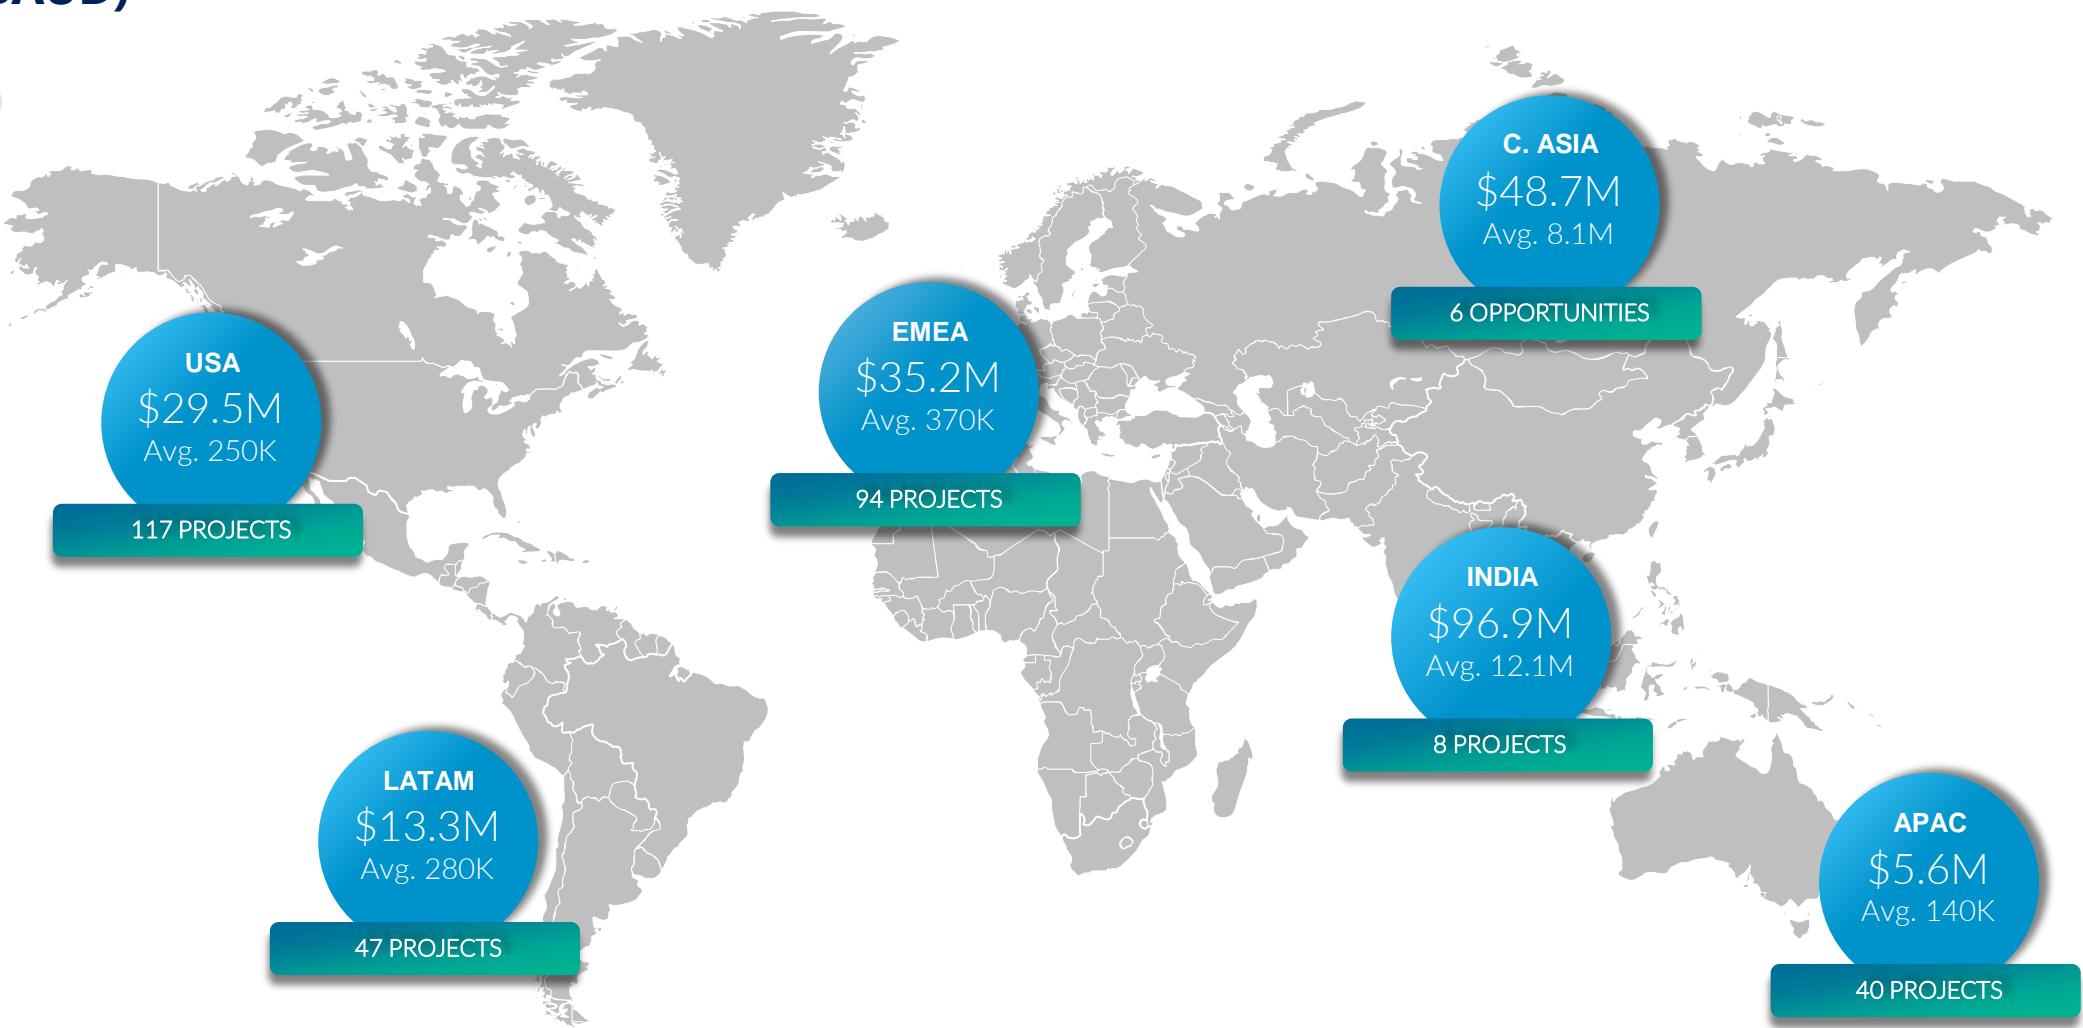 C. ASIA
$48.7M
Avg. 8.1M
6 OPPORTUNITIES
EMEA
$35.2M
Avg. 370K
94 PROJECTS
USA
$29.5M
Avg. 250K
117 PROJECTS
INDIA
$96.9M
Avg. 12.1M
8 PROJECTS
LATAM
$13.3M
Avg. 280K
47 PROJECTS
APAC
$5.6M
Avg. 140K
40 PROJECTS